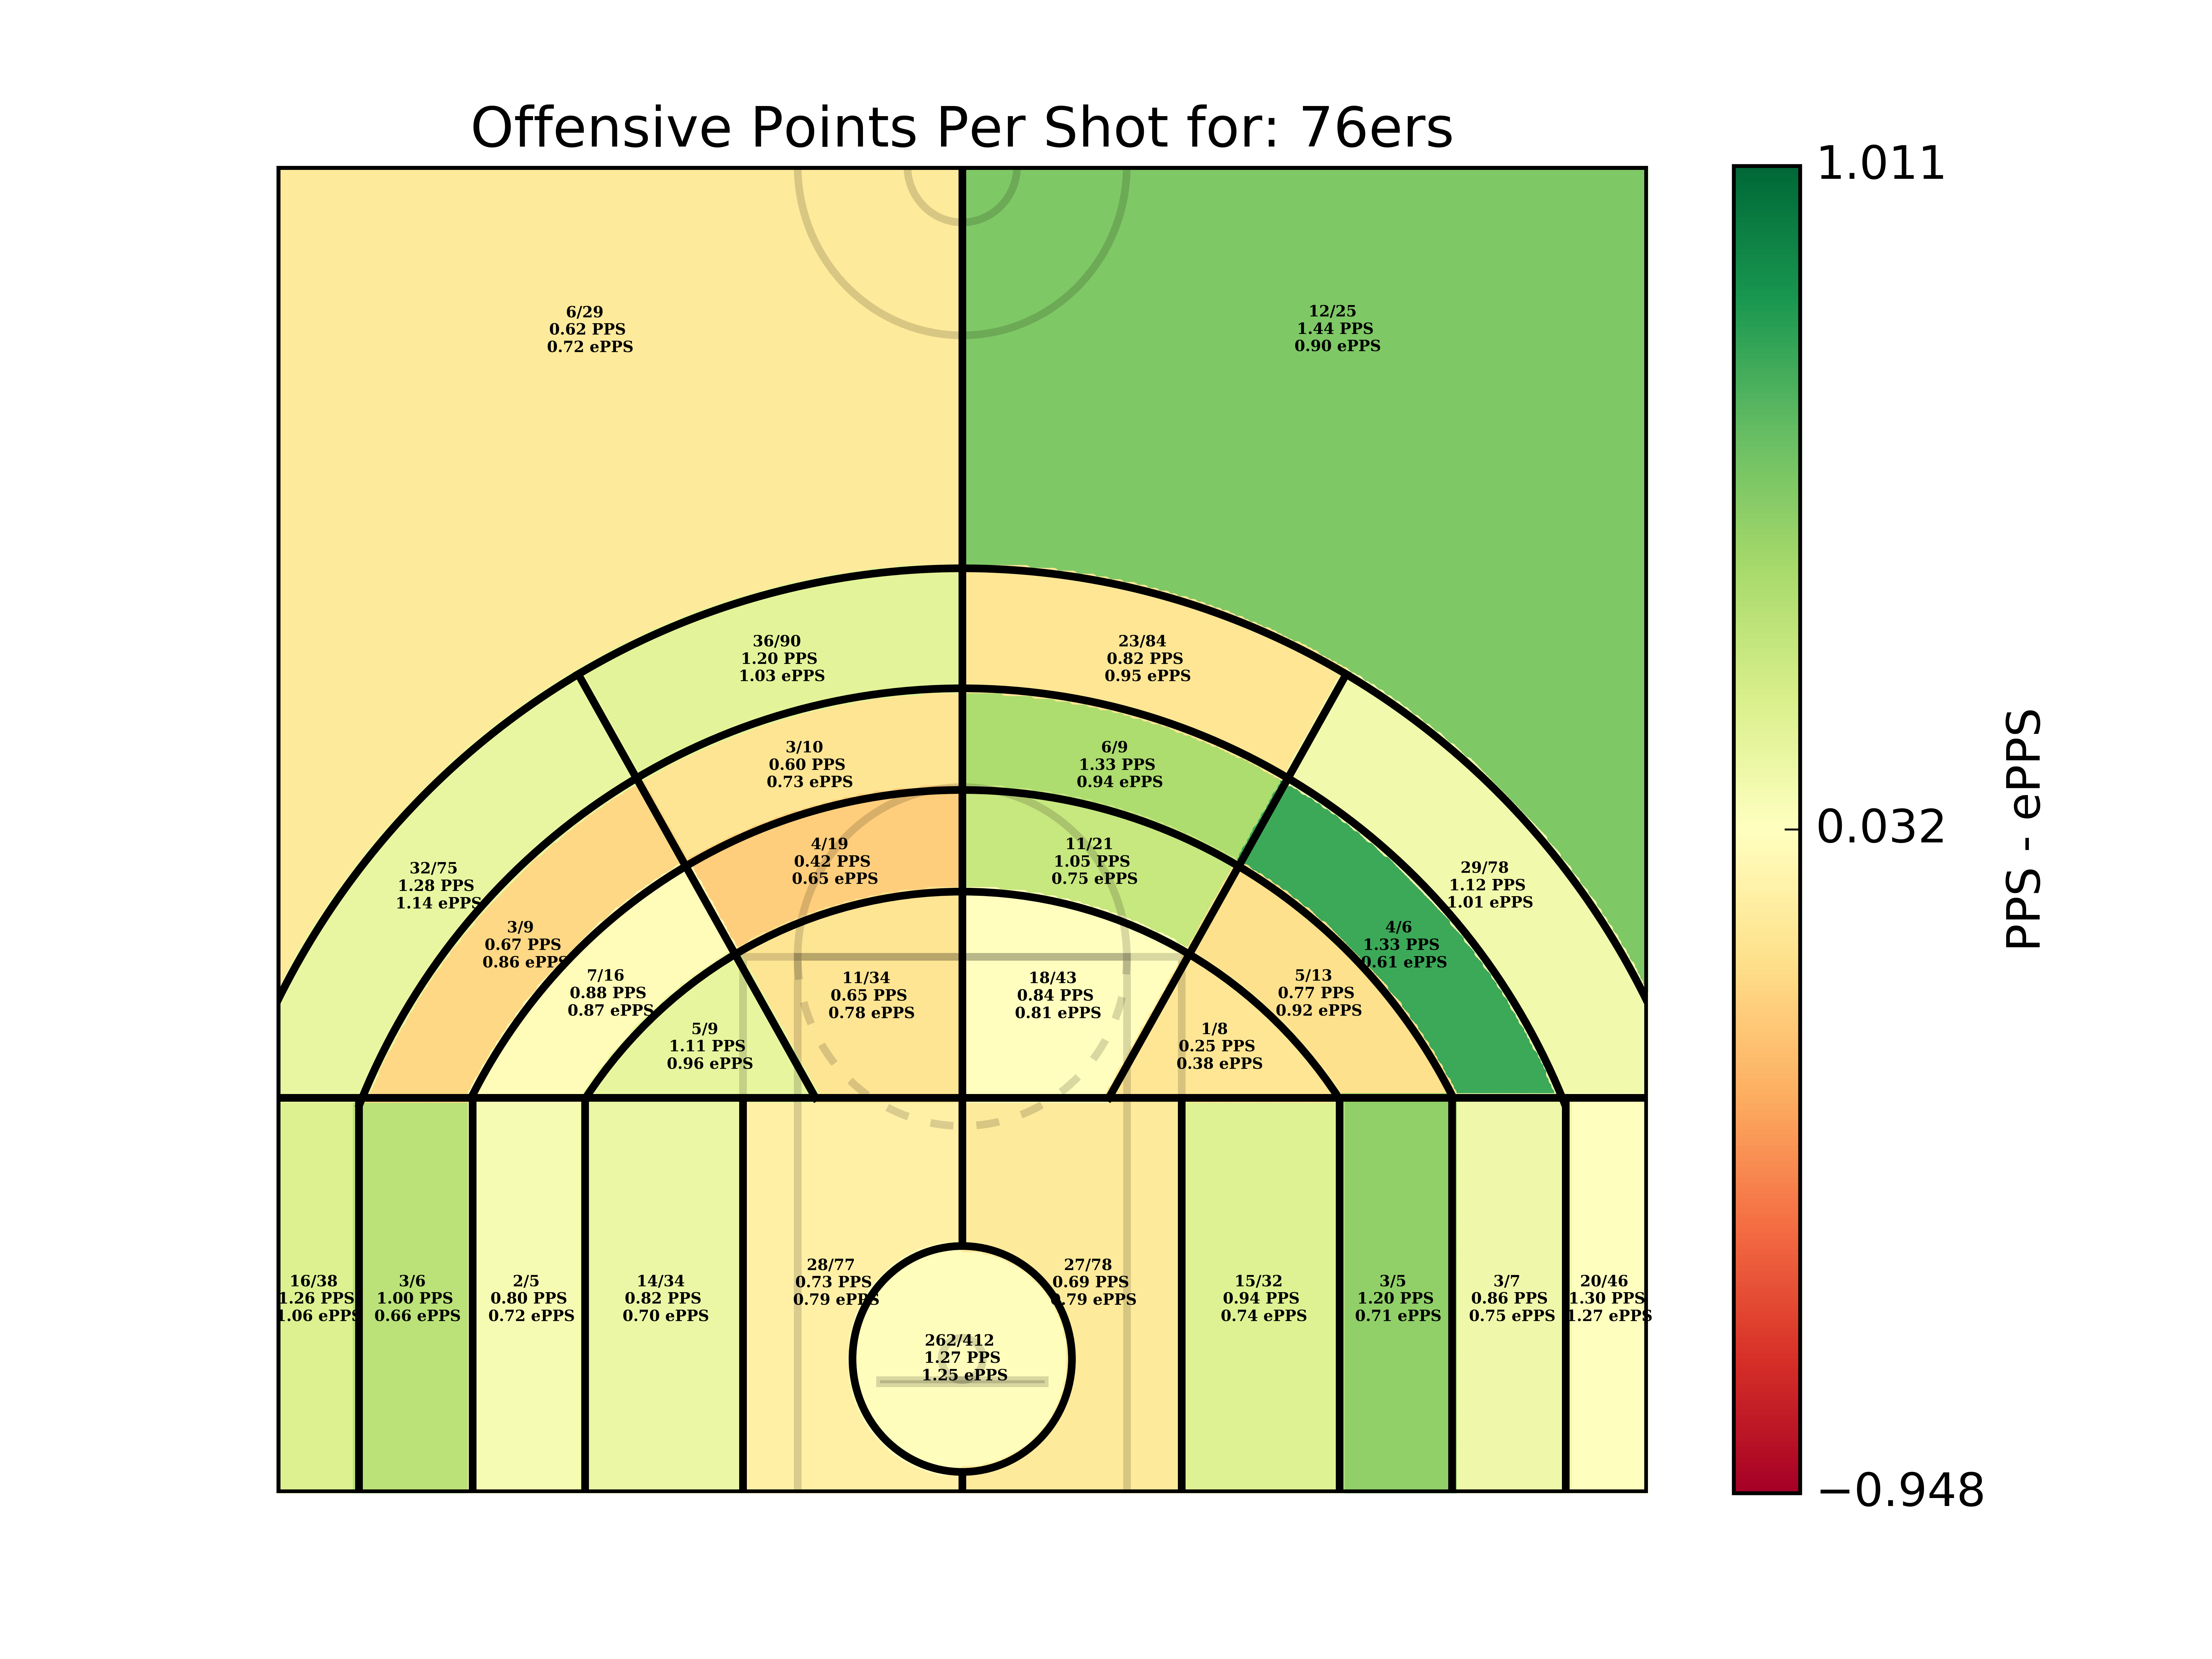 Offensive Points Per Shot for: 76ers
6/29
0.62 PPS
0.72 ePPS
12/25
1.44 PPS
0.90 ePPS
36/90
1.20 PPS
1.03 ePPS
23/84
0.82 PPS
0.95 ePPS
3/10
0.60 PPS
0.73 ePPS
6/9
1.33 PPS
0.94 ePPS
4/19
0.42 PPS
0.65 ePPS
11/21
1.05 PPS
0.75 ePPS
32/75
1.28 PPS
1.14 ePPS
29/78
1.12 PPS
1.01 ePPS
3/9
0.67 PPS
0.86 ePPS
4/6
1.33 PPS
0.61 ePPS
7/16
0.88 PPS
0.87 ePPS
11/34
0.65 PPS
0.78 ePPS
18/43
0.84 PPS
0.81 ePPS
5/13
0.77 PPS
0.92 ePPS
5/9
1.11 PPS
0.96 ePPS
1/8
0.25 PPS
0.38 ePPS
16/38
1.26 PPS
1.06 ePPS
3/6
1.00 PPS
0.66 ePPS
2/5
0.80 PPS
0.72 ePPS
14/34
0.82 PPS
0.70 ePPS
28/77
0.73 PPS
0.79 ePPS
27/78
0.69 PPS
0.79 ePPS
15/32
0.94 PPS
0.74 ePPS
3/5
1.20 PPS
0.71 ePPS
3/7
0.86 PPS
0.75 ePPS
20/46
1.30 PPS
1.27 ePPS
262/412
1.27 PPS
1.25 ePPS
1.011
0.032
−0.948
PPS - ePPS